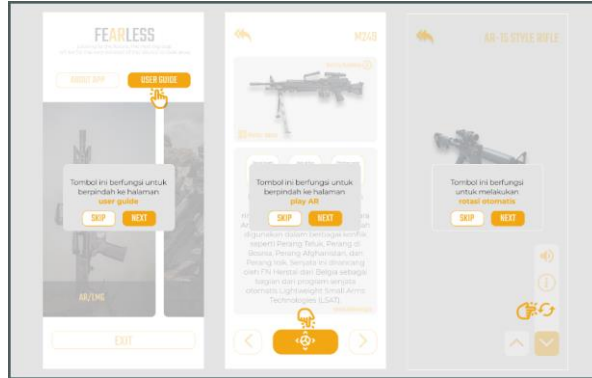 FEARLESS
ABOUT APP
USER GUIDE
Tombol ini berfungsi untuk
berpindah ke halaman
user guide
SKIP
NEXT
AR/LMG
EXIT
M249
Tombol ini berfungsi untuk
berpindah ke halaman
play AR
SKIP
NEXT
digunakan dalam berbagai konflik,
seperti Perang Teluk, Perang di
Bosnia, Perang Afghanistan, dan
Perang Irak. Senjata ini dirancang
oleh FN Herstal dari Belgia sebagai
bagian dari program senjata
otomatis Lightweight Small Arms
Technologies (LSAT).
AR-15 STYLE RIFLE
Tombol ini berfungsi
untuk melakukan
rotasi otomatis
SKIP
NEXT